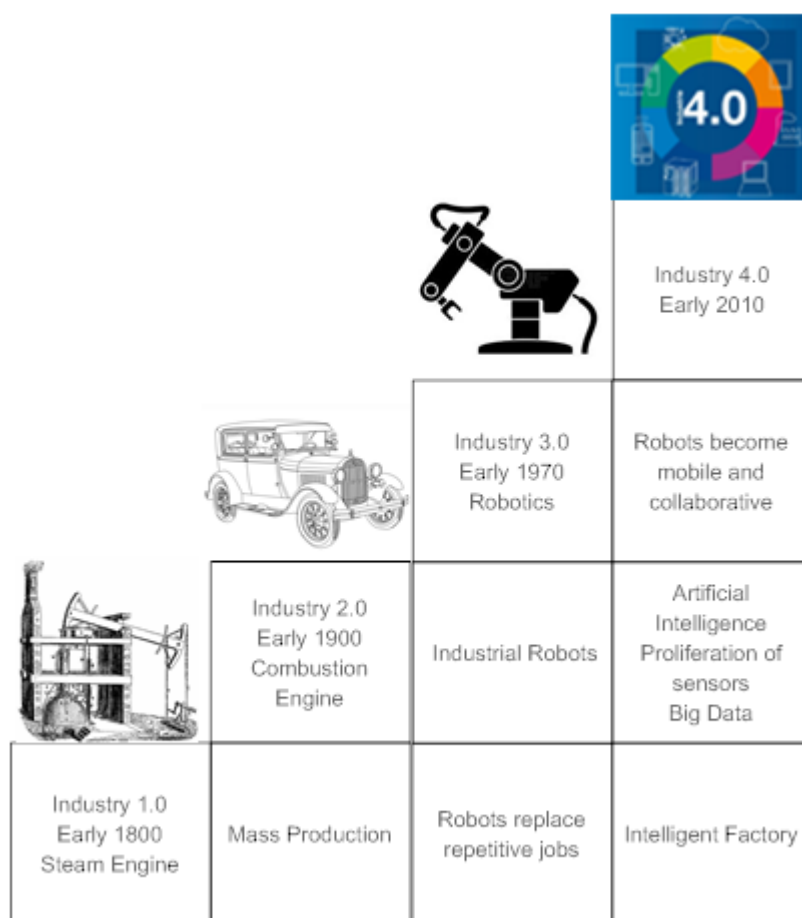 4.0
Industry 4.0
Early 2010
Industry 3.0
Early 1970
Robotics
Robots become
mobile and
collaborative
Industry 2.0
Early 1900
Combustion
Engine
Industrial Robots
Artificial
Intelligence
Proliferation of
sensors
Big Data
Industry 1.0
Early 1800
Steam Engine
Mass Production
Robots replace
repetitive jobs
Intelligent Factory